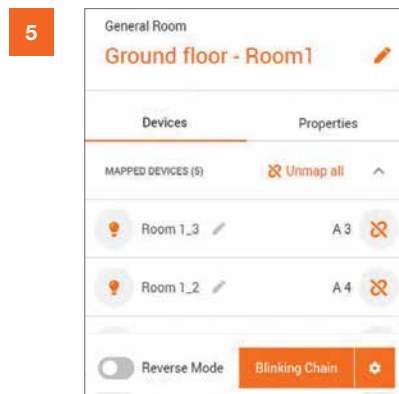 5
General Room
Ground floor - Room1
Devices Properties
MAPPED DEVICES (5) Unmap all
Room 1_3 A 3
Room 1_2 A 4
Reverse Mode Blinking Chain